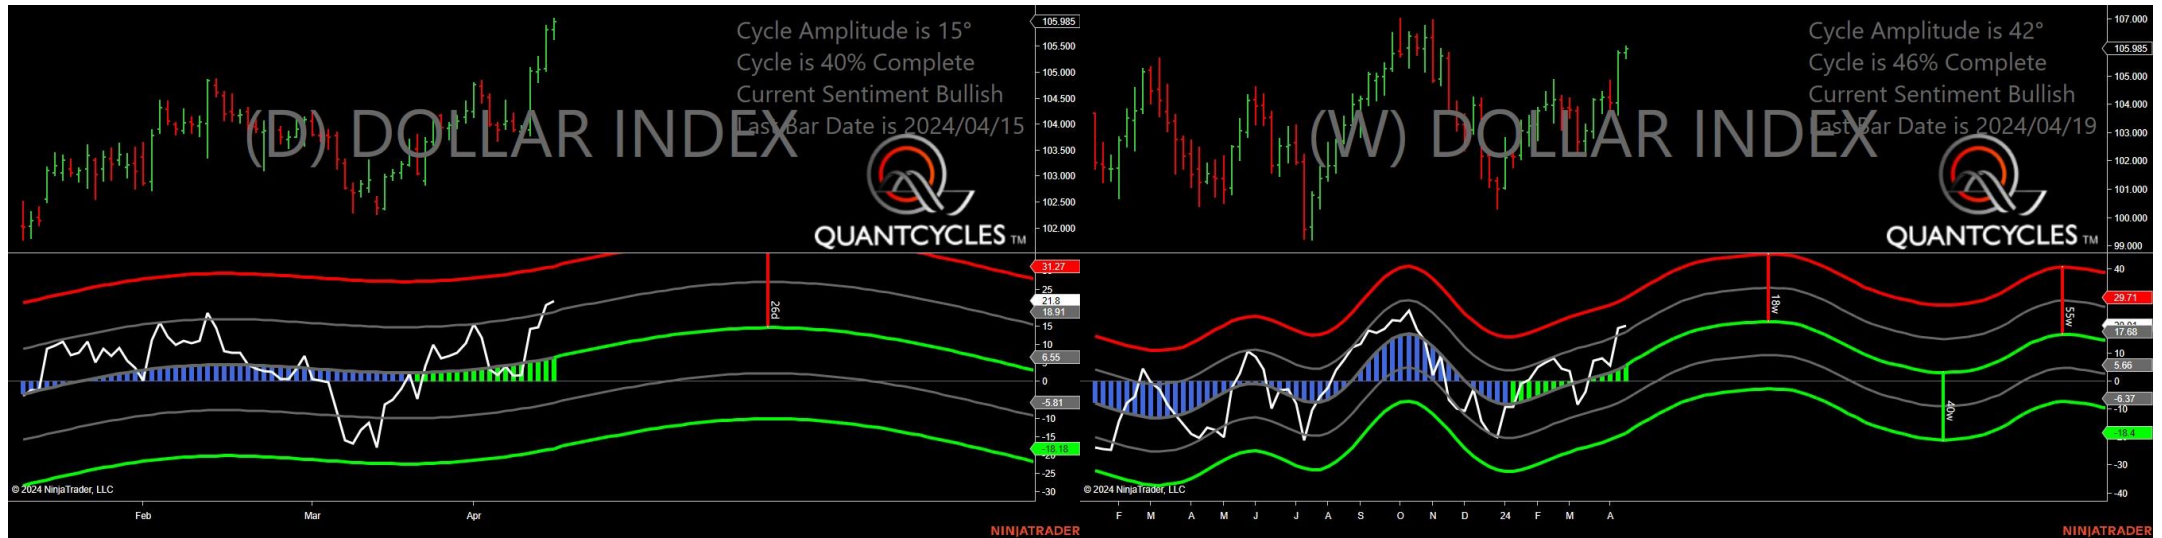 Cycle Amplitude is 15°
Cycle is 40% Complete
Current Sentiment Bullish
Last Bar Date is 2024/04/15
(D) DOLLAR INDEX
QUANTCYCLES TM
105.985
105.500
105.000
104.500
104.000
103.500
103.000
102.500
102.000
31.27
25
21.8
18.91
15
10
6.55
5
0
-5.81
-10
-15
-18.18
-20
-25
-30
26d
© 2024 NinjaTrader, LLC
Feb
Mar
Apr
NINJATRADER
Cycle Amplitude is 42°
Cycle is 46% Complete
Current Sentiment Bullish
Last Bar Date is 2024/04/19
(W) DOLLAR INDEX
QUANTCYCLES TM
107.000
105.985
105.000
104.000
103.000
102.000
101.000
100.000
99.000
40
29.71
17.68
10
5.66
0
-6.37
-10
-18.4
-30
-40
18w
40w
55w
© 2024 NinjaTrader, LLC
F
M
A
M
J
J
A
S
O
N
D
24
F
M
A
NINJATRADER